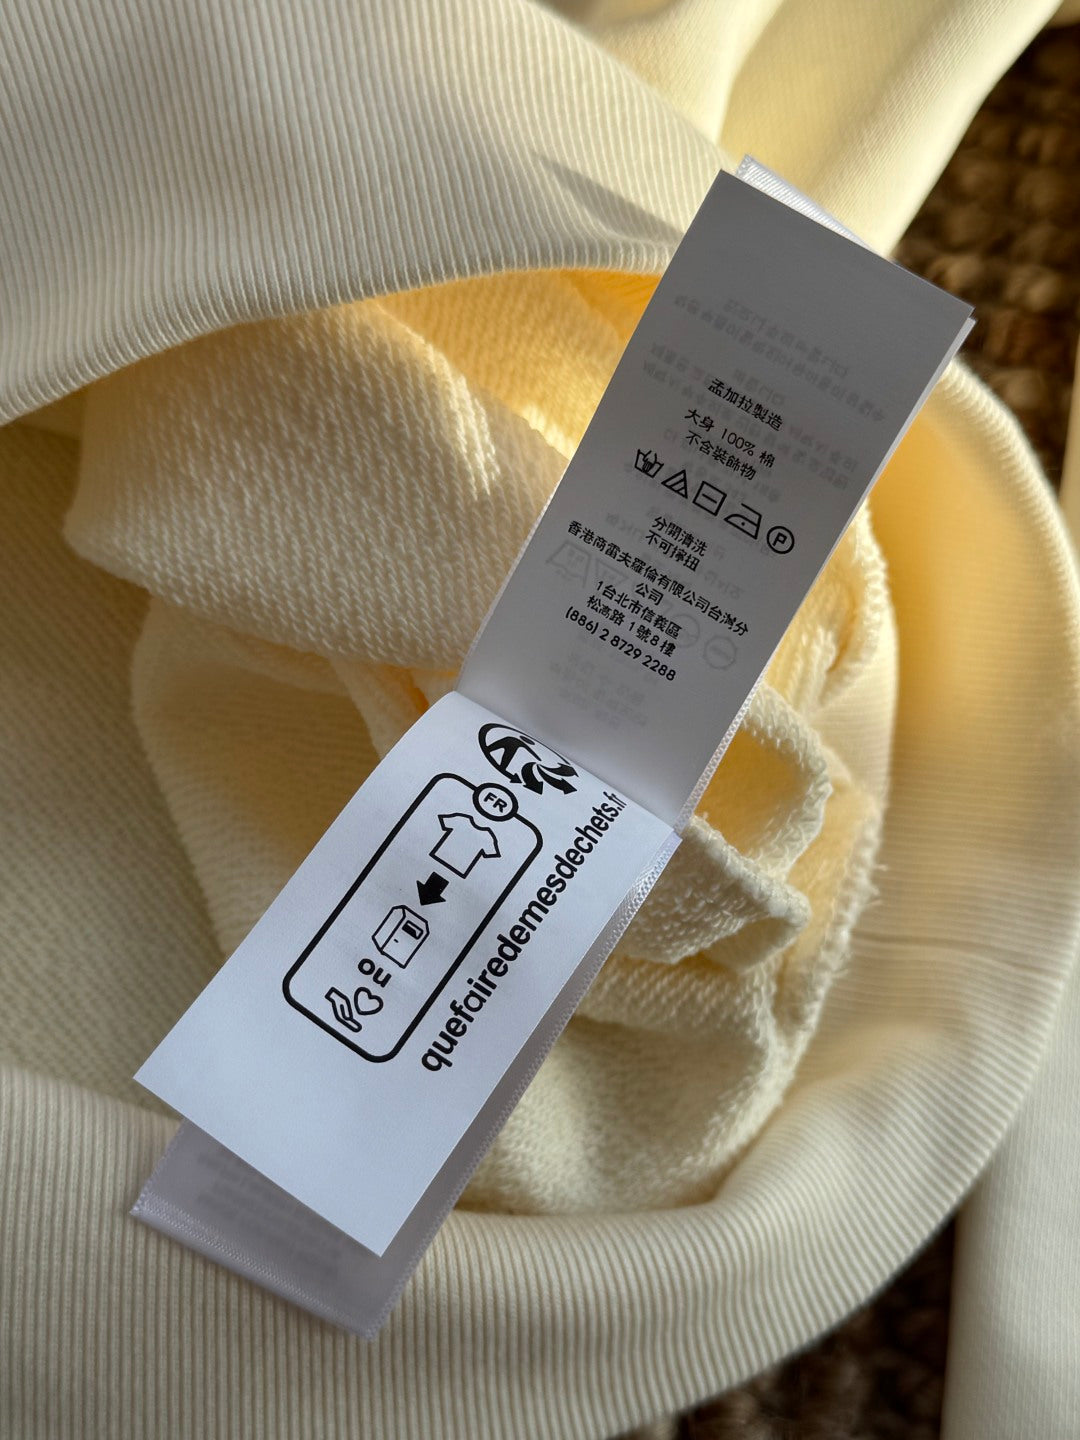 孟加拉製造
大身 100% 棉
不含裝飾物
P
分開清洗
不可擰扭
香港商雷夫羅倫有限公司台灣分
公司
1台北市信義區
松高路 1 號8 樓
(886) 2 8729 2288
FR
OU
quefairedemesdechets.fr